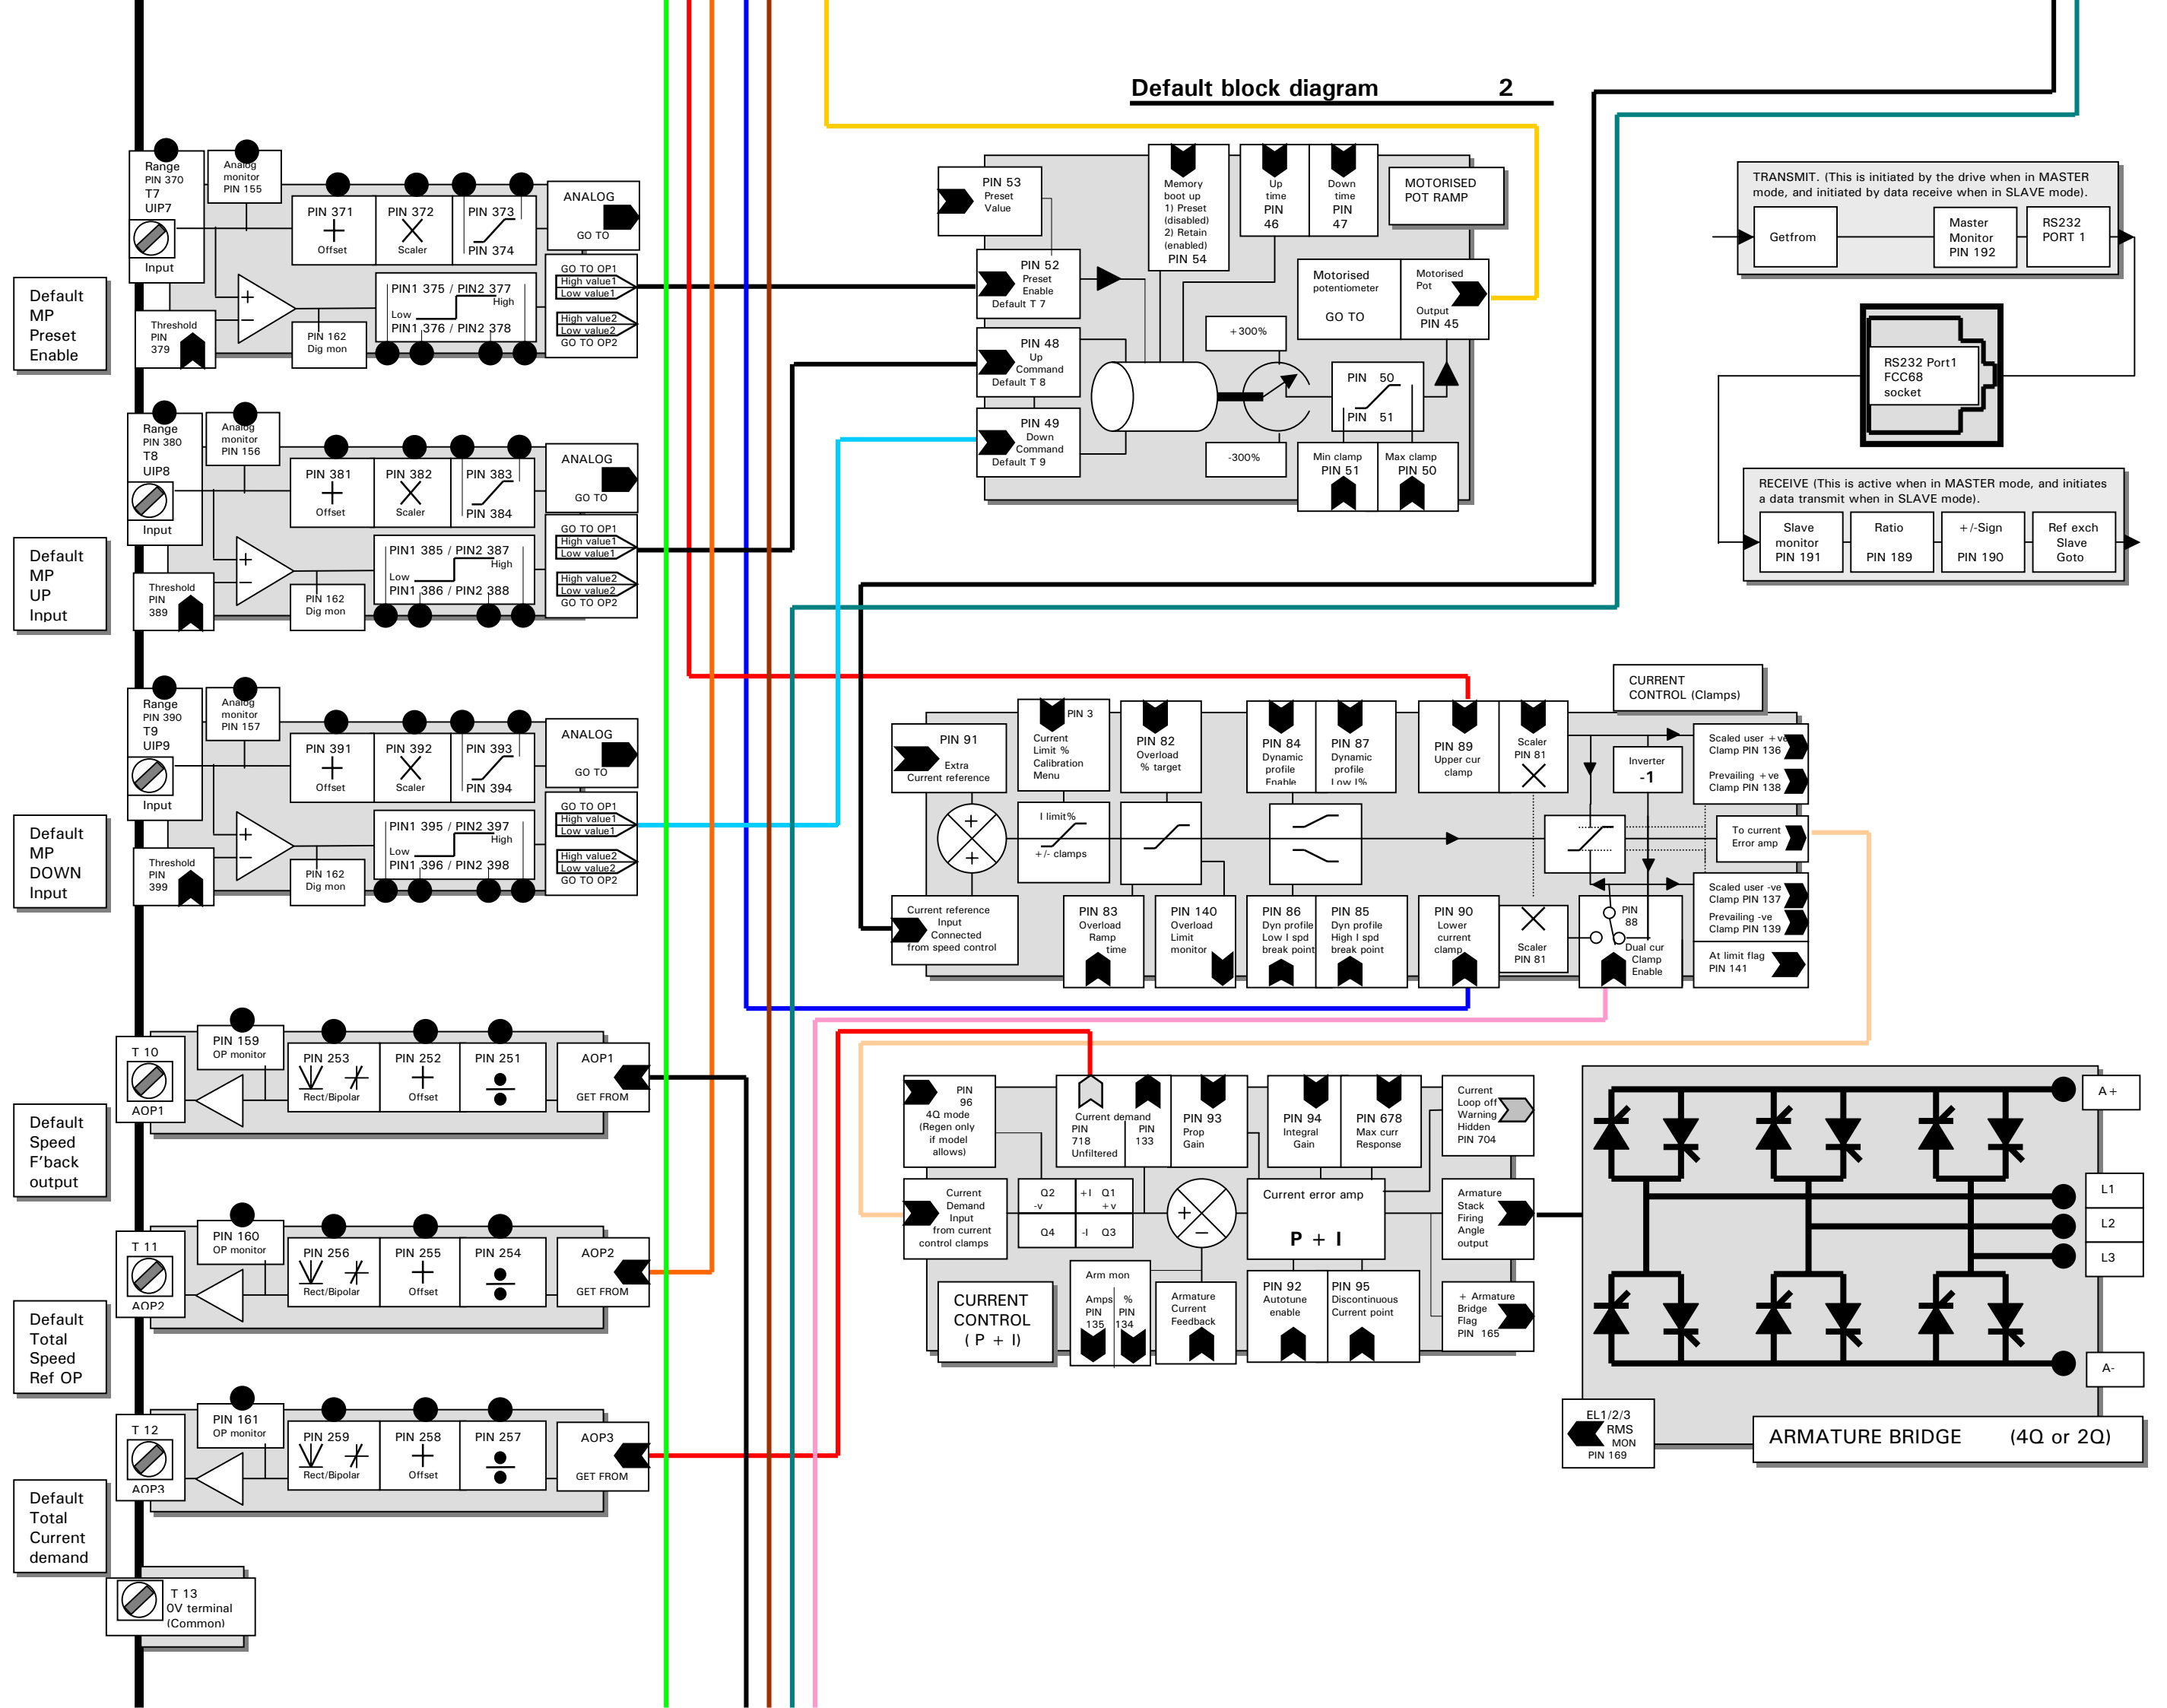 Default block diagram 2
Range
PIN 370
T7
UIP7
Input
Analog
monitor
PIN 155
PIN 371
+
Offset
PIN 372
Scaler
PIN 373
PIN 374
ANALOG
GO TO
Default
MP
Preset
Enable
Threshold
PIN
379
+
−
PIN 162
Dig mon
PIN1 375 / PIN2 377
High
Low
PIN1 376 / PIN2 378
GO TO OP1
High value1
Low value1
High value2
Low value2
GO TO OP2
Range
PIN 380
T8
UIP8
Input
Analog
monitor
PIN 156
PIN 381
+
Offset
PIN 382
Scaler
PIN 383
PIN 384
ANALOG
GO TO
Default
MP
UP
Input
Threshold
PIN
389
+
−
PIN 162
Dig mon
PIN1 385 / PIN2 387
High
Low
PIN1 386 / PIN2 388
GO TO OP1
High value1
Low value1
High value2
Low value2
GO TO OP2
Range
PIN 390
T9
UIP9
Input
Analog
monitor
PIN 157
PIN 391
+
Offset
PIN 392
Scaler
PIN 393
PIN 394
ANALOG
GO TO
Default
MP
DOWN
Input
Threshold
PIN
399
+
−
PIN 162
Dig mon
PIN1 395 / PIN2 397
High
Low
PIN1 396 / PIN2 398
GO TO OP1
High value1
Low value1
High value2
Low value2
GO TO OP2
T 10
AOP1
PIN 159
OP monitor
PIN 253
Rect/Bipolar
PIN 252
+
Offset
PIN 251
AOP1
GET FROM
Default
Speed
F'back
output
T 11
AOP2
PIN 160
OP monitor
PIN 256
Rect/Bipolar
PIN 255
+
Offset
PIN 254
AOP2
GET FROM
Default
Total
Speed
Ref OP
T 12
AOP3
PIN 161
OP monitor
PIN 259
Rect/Bipolar
PIN 258
+
Offset
PIN 257
AOP3
GET FROM
Default
Total
Current
demand
T 13
0V terminal
(Common)
PIN 53
Preset
Value
Memory
boot up
1) Preset
(disabled)
2) Retain
(enabled)
PIN 54
Up
time
PIN
46
Down
time
PIN
47
MOTORISED
POT RAMP
PIN 52
Preset
Enable
Default T 7
PIN 48
Up
Command
Default T 8
PIN 49
Down
Command
Default T 9
Motorised
potentiometer
GO TO
Motorised
Pot
Output
PIN 45
+300%
-300%
PIN 50
PIN 51
Min clamp
PIN 51
Max clamp
PIN 50
TRANSMIT. (This is initiated by the drive when in MASTER
mode, and initiated by data receive when in SLAVE mode).
Getfrom
Master
Monitor
PIN 192
RS232
PORT 1
RS232 Port1
FCC68
socket
RECEIVE (This is active when in MASTER mode, and initiates
a data transmit when in SLAVE mode).
Slave
monitor
PIN 191
Ratio
PIN 189
+/-Sign
PIN 190
Ref exch
Slave
Goto
CURRENT
CONTROL (Clamps)
PIN 91
Extra
Current reference
PIN 3
Current
Limit %
Calibration
Menu
PIN 82
Overload
% target
PIN 84
Dynamic
profile
Enable
PIN 87
Dynamic
profile
Low I%
PIN 89
Upper cur
clamp
Scaler
PIN 81
Inverter
-1
Scaled user +ve
Clamp PIN 136
Prevailing +ve
Clamp PIN 138
+
+
I limit%
+/- clamps
To current
Error amp
Current reference
Input
Connected
from speed control
PIN 83
Overload
Ramp
time
PIN 140
Overload
Limit
monitor
PIN 86
Dyn profile
Low I spd
break point
PIN 85
Dyn profile
High I spd
break point
PIN 90
Lower
current
clamp
Scaler
PIN 81
PIN
88
Dual cur
Clamp
Enable
Scaled user -ve
Clamp PIN 137
Prevailing -ve
Clamp PIN 139
At limit flag
PIN 141
PIN
96
4Q mode
(Regen only
if model
allows)
Current demand
PIN
718
Unfiltered
PIN
133
PIN 93
Prop
Gain
PIN 94
Integral
Gain
PIN 678
Max curr
Response
Current
Loop off
Warning
Hidden
PIN 704
Current
Demand
Input
from current
control clamps
Q2 +I Q1
-v +v
Q4 -I Q3
+
−
Current error amp
P + I
Armature
Stack
Firing
Angle
output
CURRENT
CONTROL
( P + I)
Arm mon
Amps %
PIN PIN
135 134
Armature
Current
Feedback
PIN 92
Autotune
enable
PIN 95
Discontinuous
Current point
+ Armature
Bridge
Flag
PIN 165
A+
L1
L2
L3
A-
EL1/2/3
RMS
MON
PIN 169
ARMATURE BRIDGE (4Q or 2Q)